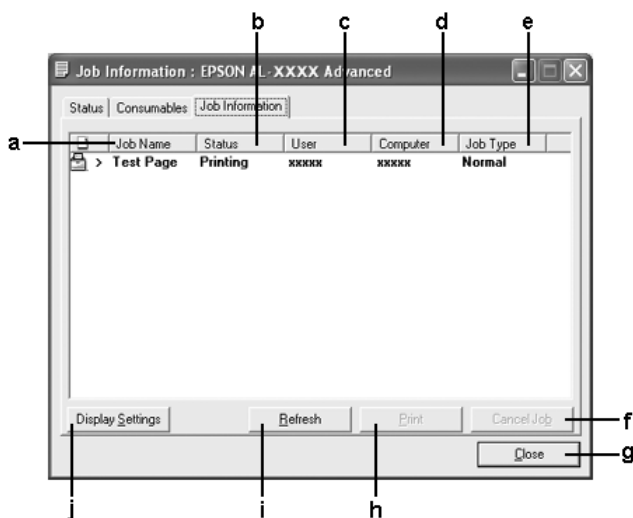 b c d e
Job Information : EPSON AL-XXXX Advanced
Status Consumables Job Information
a Job Name Status User Computer Job Type
> Test Page Printing xxxxx xxxxx Normal
Display Settings Refresh Print Cancel Job f
Close g
j i h